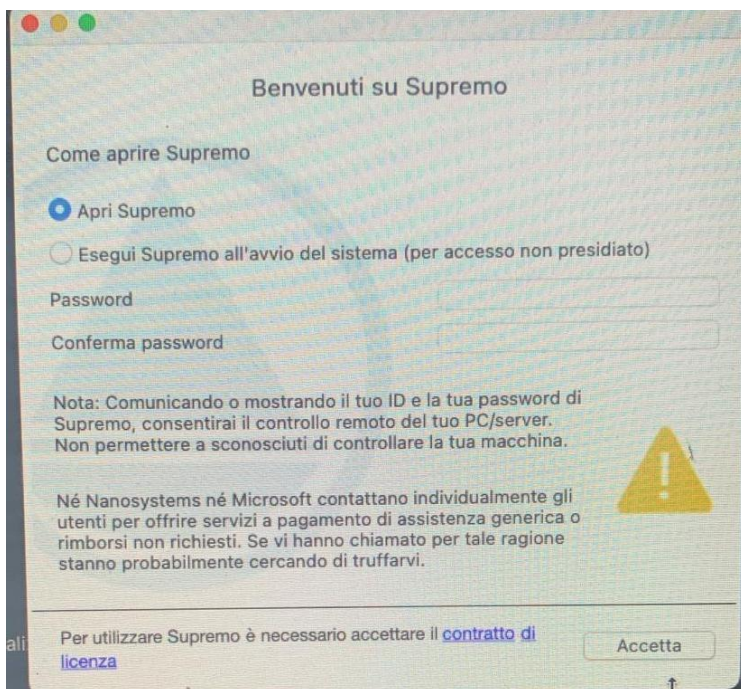 Benvenuti su Supremo
Come aprire Supremo
Apri Supremo
Esegui Supremo all'avvio del sistema (per accesso non presidiato)
Password
Conferma password
Nota: Comunicando o mostrando il tuo ID e la tua password di
Supremo, consentirai il controllo remoto del tuo PC/server.
Non permettere a sconosciuti di controllare la tua macchina.
Né Nanosystems né Microsoft contattano individualmente gli
utenti per offrire servizi a pagamento di assistenza generica o
rimborsi non richiesti. Se vi hanno chiamato per tale ragione
stanno probabilmente cercando di truffarvi.
ali
Per utilizzare Supremo è necessario accettare il contratto di
licenza
Accetta